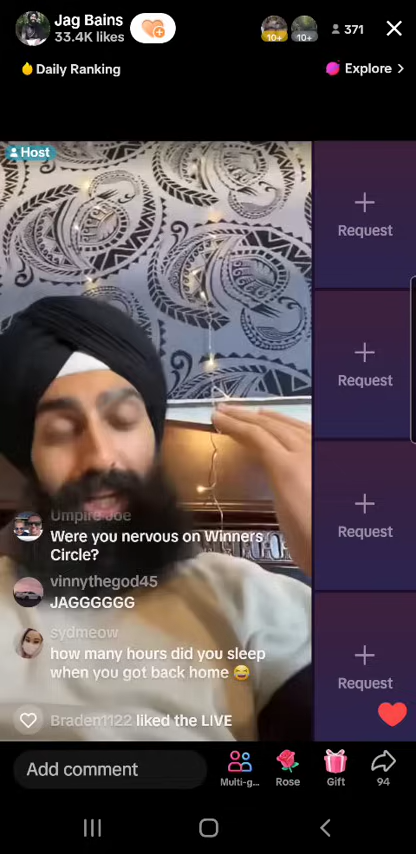 Jag Bains
33.4K likes
10+
10+
371
Daily Ranking
Explore >
Host
Request
Request
Request
Request
Umpire Joe
Were you nervous on Winners
Circle?
vinnythegod45
JAGGGGGG
sydmeow
how many hours did you sleep
when you got back home 😂
Braden1122 liked the LIVE
Add comment
Multi-g...
Rose
Gift
94